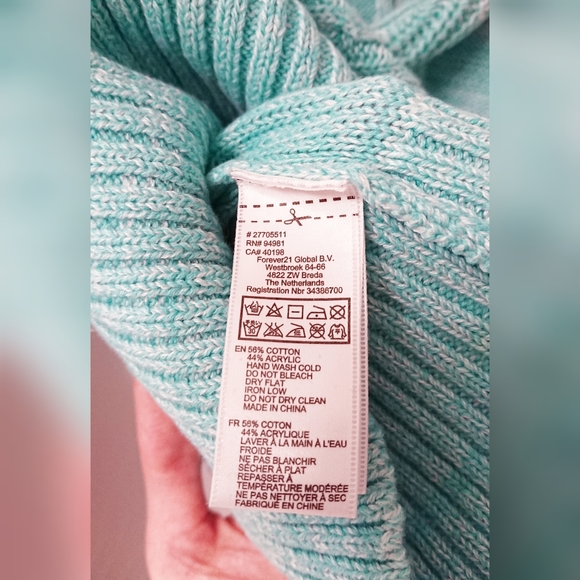 # 27705511
RN# 94981
CA# 40198
Forever21 Global B.V.
Westbroek 64-66
4822 ZW Breda
The Netherlands
Registration Nbr 34386700
30
EN 56% COTTON
44% ACRYLIC
HAND WASH COLD
DO NOT BLEACH
DRY FLAT
IRON LOW
DO NOT DRY CLEAN
MADE IN CHINA
FR 56% COTON
44% ACRYLIQUE
LAVER À LA MAIN À L'EAU
FROIDE
NE PAS BLANCHIR
SÉCHER À PLAT
REPASSER À
TEMPÉRATURE MODÉRÉE
NE PAS NETTOYER À SEC
FABRIQUÉ EN CHINE